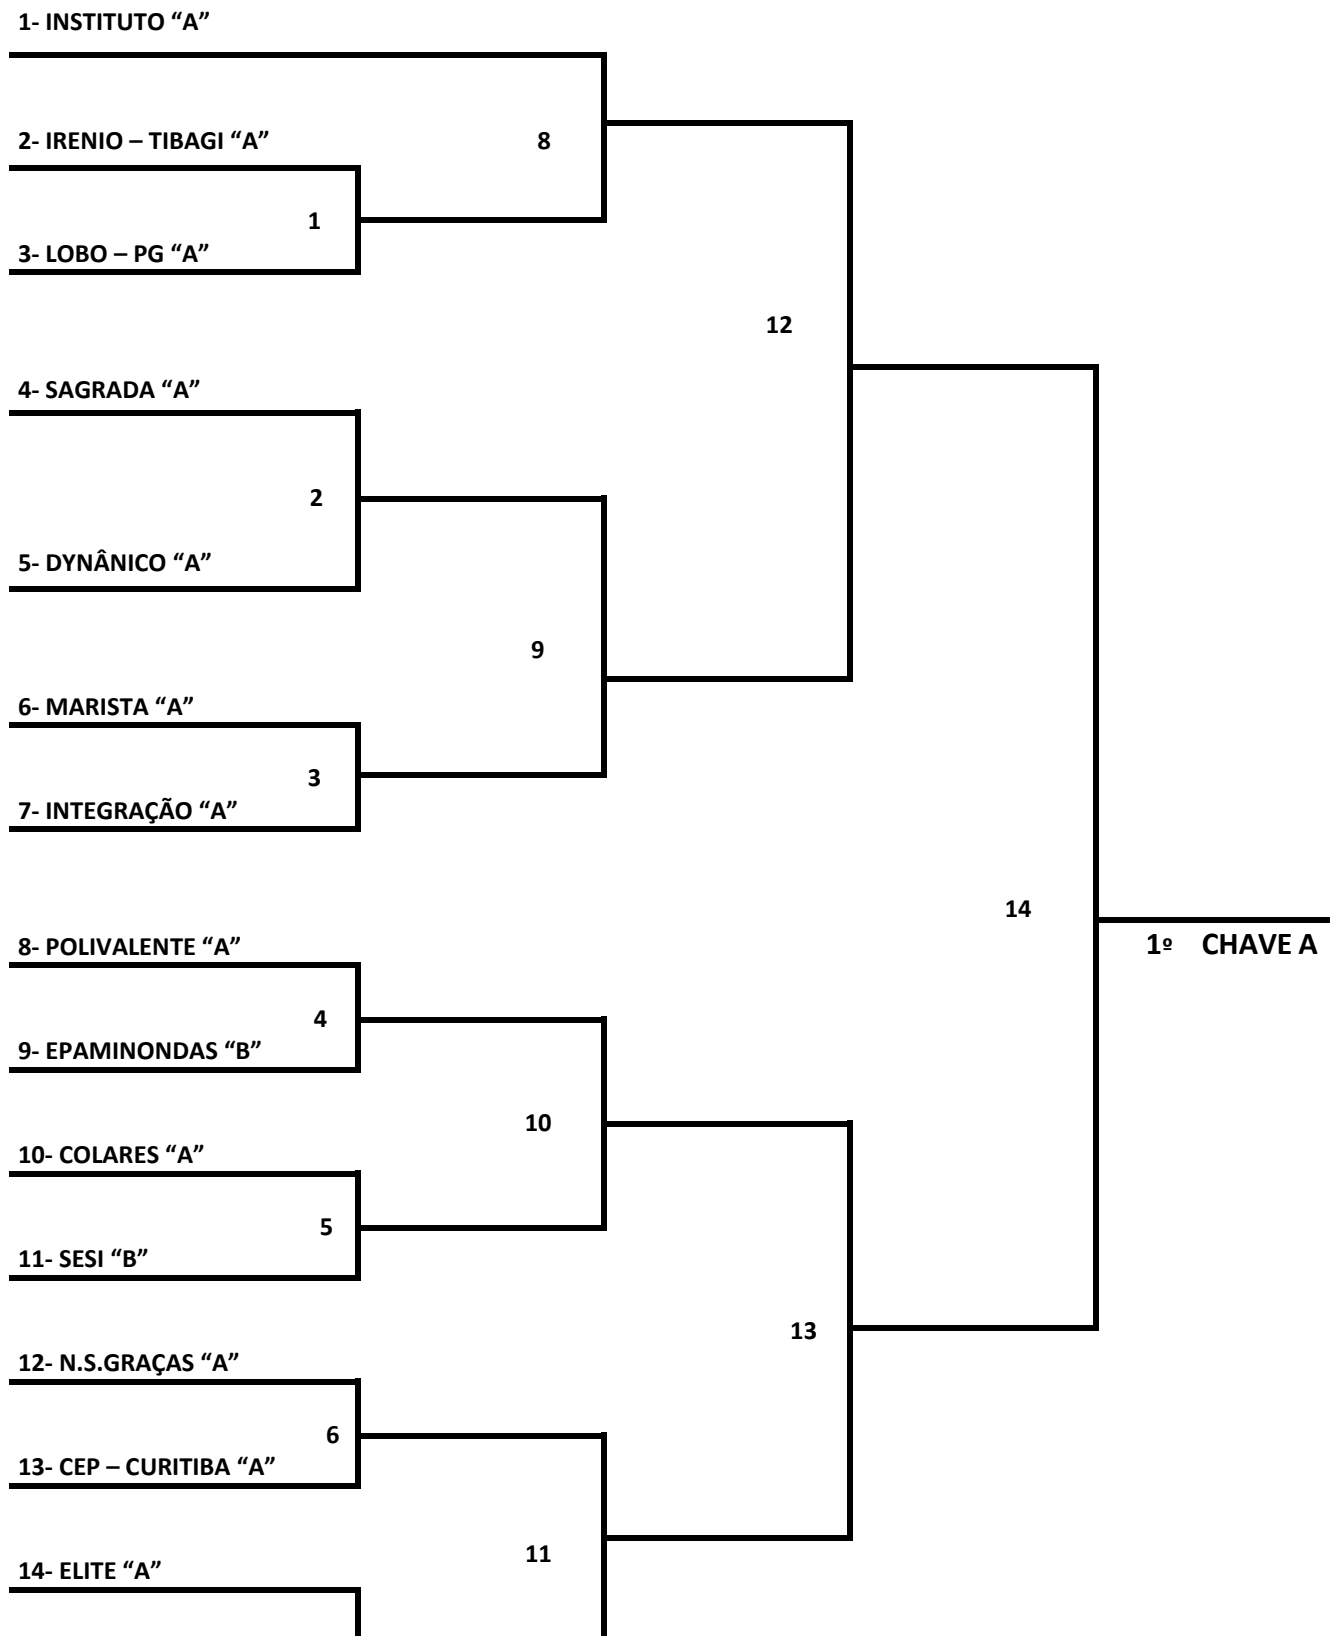 1- INSTITUTO “A”
2- IRENIO – TIBAGI “A”
8
1
3- LOBO – PG “A”
12
4- SAGRADA “A”
2
5- DYNÂNICO “A”
9
6- MARISTA “A”
3
7- INTEGRAÇÃO “A”
14
8- POLIVALENTE “A”
1º CHAVE A
4
9- EPAMINONDAS “B”
10
10- COLARES “A”
5
11- SESI “B”
13
12- N.S.GRAÇAS “A”
6
13- CEP – CURITIBA “A”
11
14- ELITE “A”